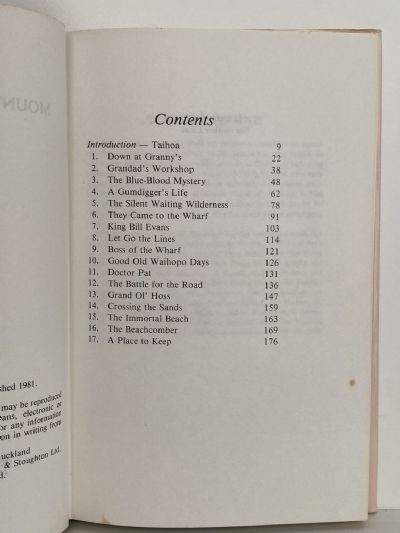 MOUN
shed 1981.
may be reproduced
eans, electronic or
or any information
on in writing from
uckland
& Stoughton Ltd.
d.
Contents
Introduction — Taihoa 9
1. Down at Granny's 22
2. Grandad's Workshop 38
3. The Blue-Blood Mystery 48
4. A Gumdigger's Life 62
5. The Silent Waiting Wilderness 78
6. They Came to the Wharf 91
7. King Bill Evans 103
8. Let Go the Lines 114
9. Boss of the Wharf 121
10. Good Old Waihopo Days 126
11. Doctor Pat 131
12. The Battle for the Road 136
13. Grand Ol' Hoss 147
14. Crossing the Sands 159
15. The Immortal Beach 163
16. The Beachcomber 169
17. A Place to Keep 176